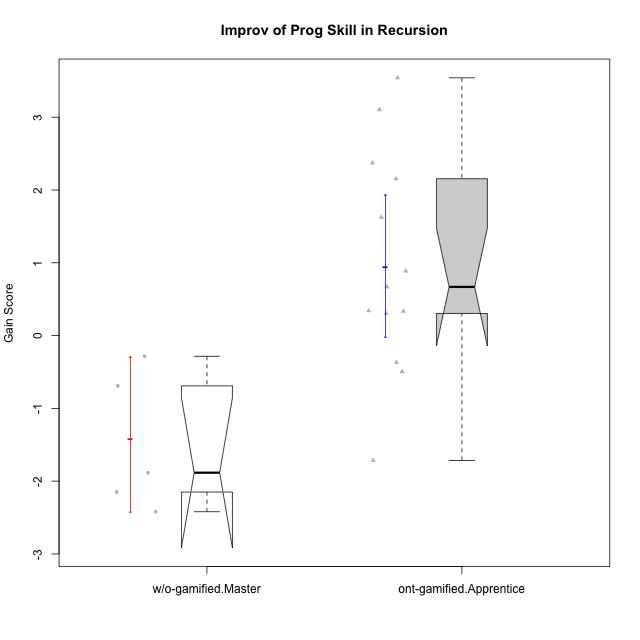 Improv of Prog Skill in Recursion
Gain Score
3
2
1
0
-1
-2
-3
w/o-gamified.Master
ont-gamified.Apprentice